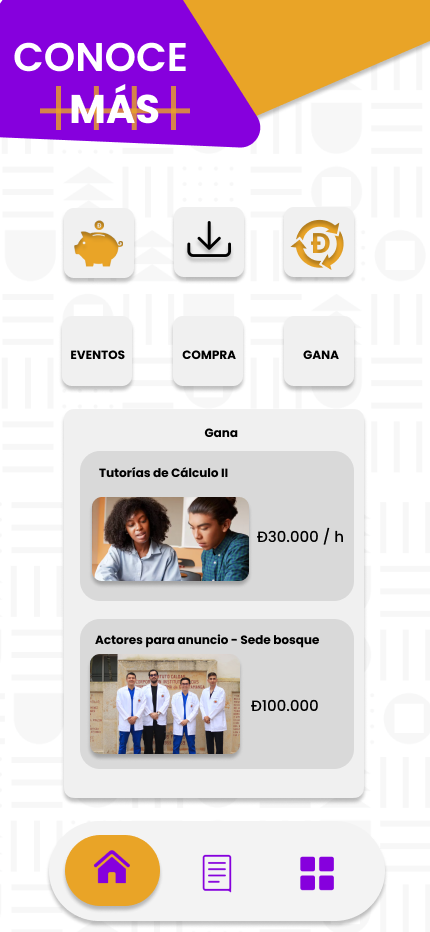 CONOCE
MÁS
EVENTOS
COMPRA
GANA
Gana
Tutorías de Cálculo II
Đ30.000 / h
Actores para anuncio - Sede bosque
Đ100.000